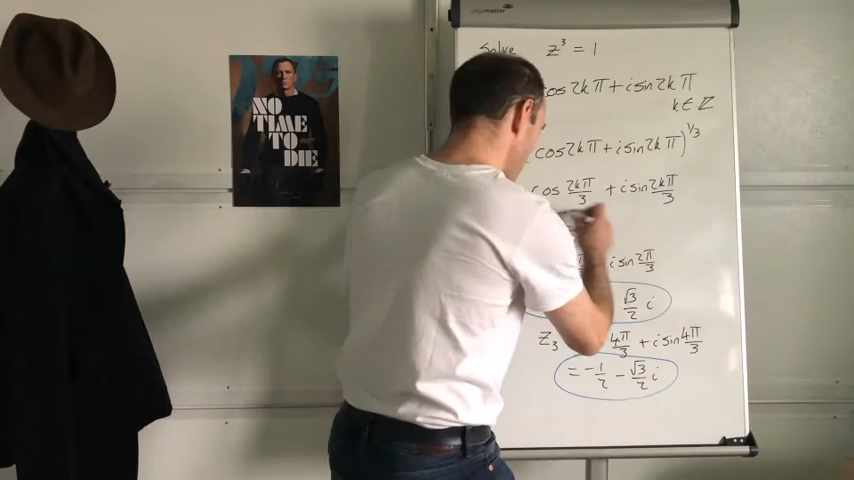 Legamaster
Solve z³ = 1
cos 2kπ + i sin 2kπ
k ∈ ℤ
(cos 2kπ + i sin 2kπ)^1/3
cos 2kπ/3 + i sin 2kπ/3
i sin 2π/3
√3/2 i
Z₃ 4π/3 + i sin 4π/3
= -1/2 - √3/2 i
NO
TIME
TO
DIE